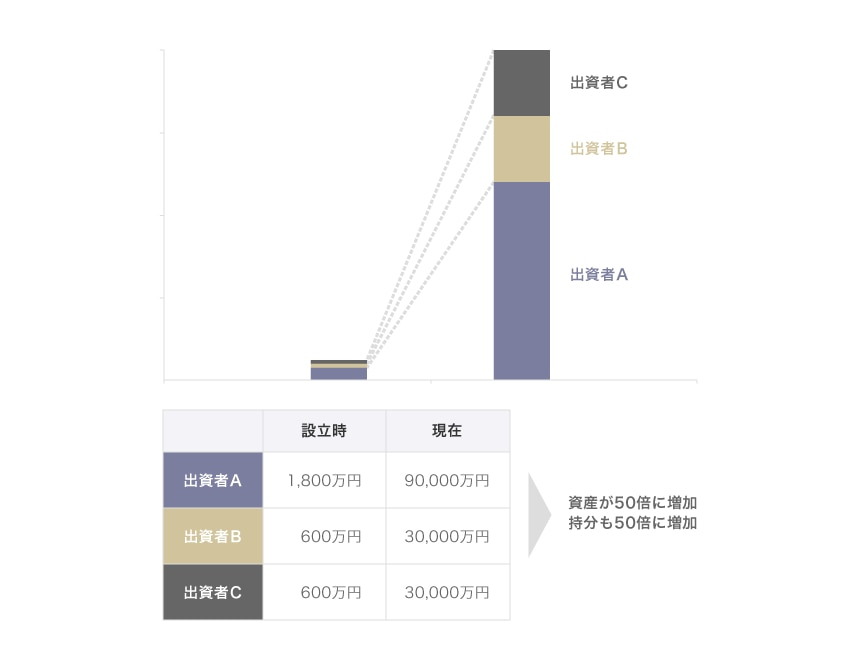 出資者C
出資者B
出資者A
設立時 現在
出資者A 1,800万円 90,000万円
出資者B 600万円 30,000万円
出資者C 600万円 30,000万円
資産が50倍に増加
持分も50倍に増加